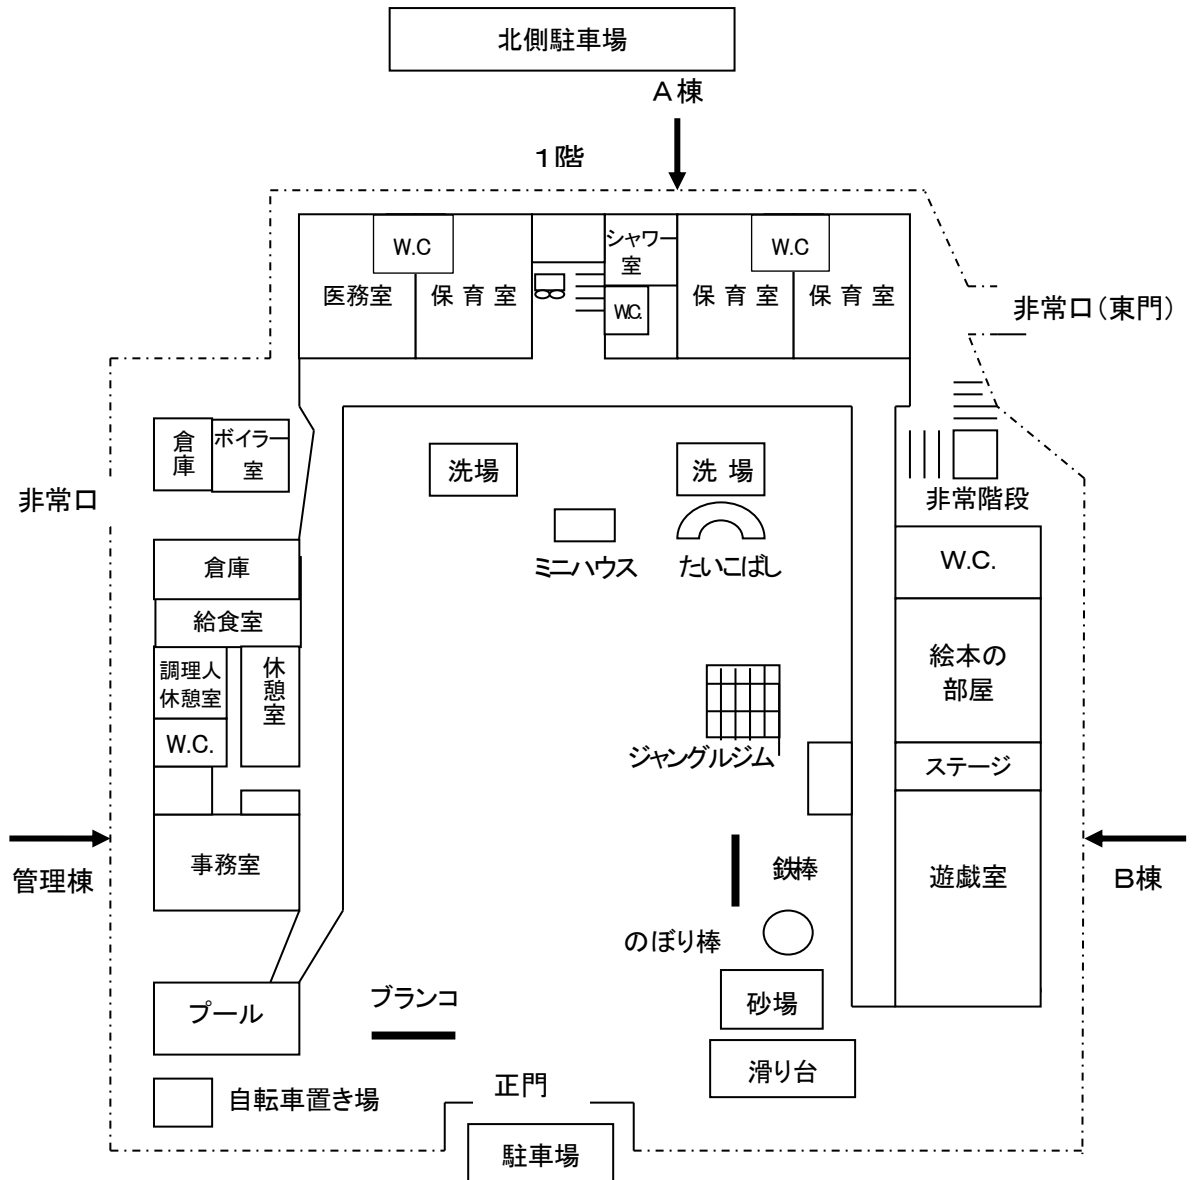 北側駐車場
A棟
1階
W.C
シャワー
室
W.C
医務室
保育室
W.C.
保育室
保育室
非常口(東門)
倉
庫
ボイラー
室
洗場
洗場
非常口
非常階段
ミニハウス
たいこばし
倉庫
W.C.
給食室
調理人
休憩室
休
憩
室
絵本の
部屋
W.C.
ジャングルジム
ステージ
事務室
管理棟
鉄棒
遊戯室
B棟
のぼり棒
プール
ブランコ
砂場
滑り台
自転車置き場
正門
駐車場